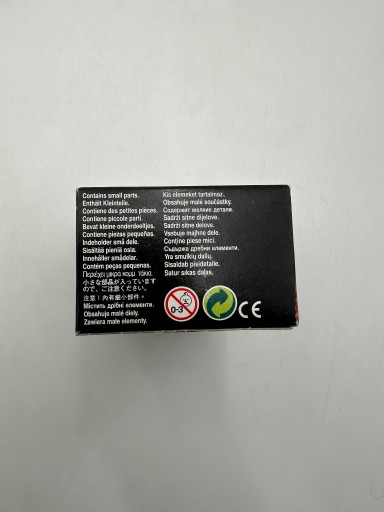 Contains small parts.
Enthält Kleinteile.
Contiene des petites pièces.
Contiene piccole parti.
Bevat kleine onderdeeltjes.
Contiene piezas pequeñas.
Indeholder små dele.
Sisältää pieniä osia.
Innehåller smådelar.
Contém peças pequenas.
Περιέχει μικρά κομμάτια.
小さな部品が入っています
ので、ご注意ください。
注意!內有細小部件。
Містить дрібні елементи.
Obsahuje malé diely.
Zawiera małe elementy.
Kis elemeket tartalmaz.
Obsahuje malé součástky.
Содержит мелкие детали.
Sadrži sitne dijelove.
Sadrži sitne delove.
Vsebuje majhne dele.
Conține piese mici.
Съдържа дребни елементи.
Yra smulkių dalių.
Sisaldab pisidetaile.
Satur sīkas daļas.
0-3
CE